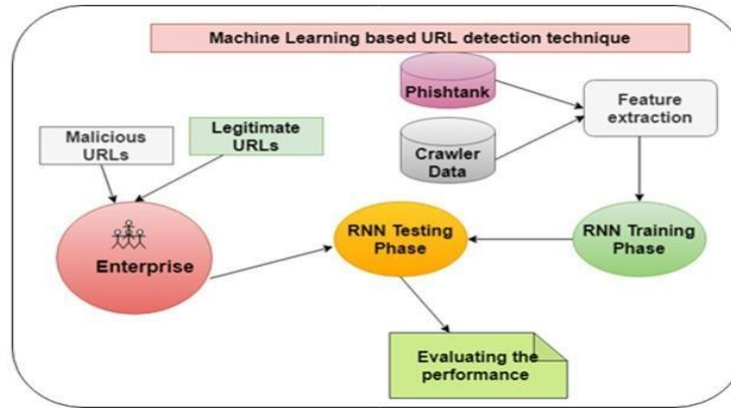 Machine Learning based URL detection technique
Phishtank
Feature
extraction
Legitimate
URLs
Malicious
URLs
Crawler
Data
Enterprise
RNN Testing
Phase
RNN Training
Phase
Evaluating the
performance